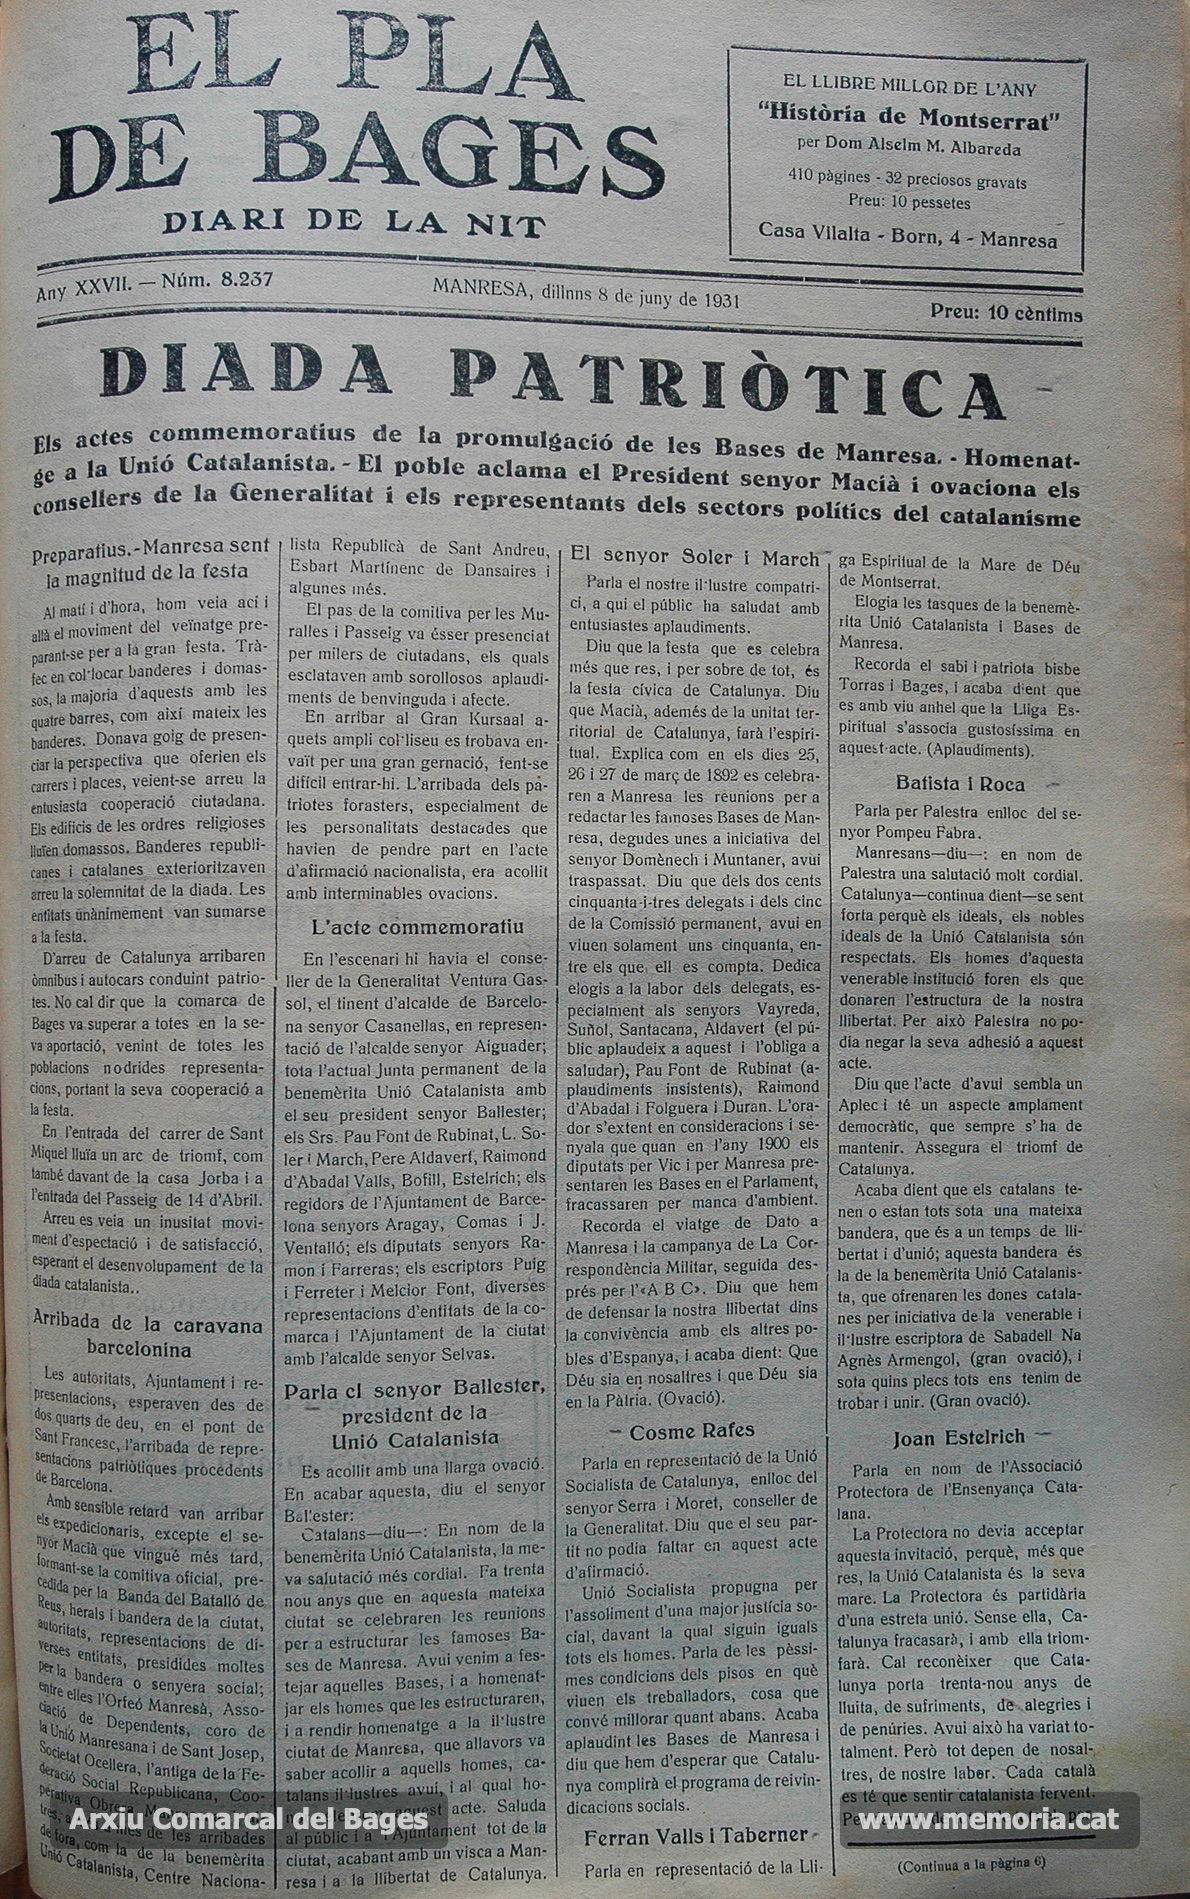 EL PLA
DE BAGES
DIARI DE LA NIT
EL LLIBRE MILLOR DE L'ANY
"Història de Montserrat"
per Dom Alselm M. Albareda
410 pàgines - 32 preciosos gravats
Preu: 10 pessetes
Casa Vilalta - Born, 4 - Manresa
Any XXVII. — Núm. 8.237
MANRESA, dillnns 8 de juny de 1931
Preu: 10 cèntims
DIADA PATRIÒTICA
Els actes commemoratius de la promulgació de les Bases de Manresa. - Homenat-
ge a la Unió Catalanista. - El poble aclama el President senyor Macià i ovaciona els
consellers de la Generalitat i els representants dels sectors polítics del catalanisme
Preparatius.-Manresa sent
la magnitud de la festa
Al matí i d'hora, hom veia ací i
allà el moviment del veïnatge pre-
parant-se per a la gran festa. Trà-
fec en col·locar banderes i domas-
sos, la majoria d'aquests amb les
quatre barres, com així mateix les
banderes. Donava goig de presen-
ciar la perspectiva que oferien els
carrers i places, veient-se arreu la
entusiasta cooperació ciutadana.
Els edificis de les ordres religioses
lluïen domassos. Banderes republi-
canes i catalanes exterioritzaven
arreu la solemnitat de la diada. Les
entitats ùnànimement van sumarse
a la festa.
D'arreu de Catalunya arribaren
òmnibus i autocars conduint patrio-
tes. No cal dir que la comarca de
Bages va superar a totes en la se-
va aportació, venint de totes les
poblacions nodrides representa-
cions, portant la seva cooperació a
la festa.
En l'entrada del carrer de Sant
Miquel lluïa un arc de triomf, com
també davant de la casa Jorba i a
l'entrada del Passeig de 14 d'Abril.
Arreu es veia un inusitat movi-
ment d'espectació i de satisfacció,
esperant el desenvolupament de la
diada catalanista..
Arribada de la caravana
barcelonina
Les autoritats, Ajuntament i re-
presentacions, esperaven des de
dos quarts de deu, en el pont de
Sant Francesc, l'arribada de repre-
sentacions patriòtiques procedents
de Barcelona.
Amb sensible retard van arribar
els expedicionaris, excepte el se-
nyor Macià que vingué més tard,
formant-se la comitiva oficial, pre-
cedida per la Banda del Batalló de
Reus, herals i bandera de la ciutat,
autoritats, representacions de di-
verses entitats, presidides moltes
per la bandera o senyera social;
entre elles l'Orfeó Manresà, Asso-
ciació de Dependents, coro de
la Unió Manresana i de Sant Josep,
Societat Ocellera, l'antiga de la Fe-
deració Social Republicana, Coo-
perativa Obrera
tres, més de les arribades
de fora, com la de la benemèrita
Unió Catalanista, Centre Naciona-
lista Republicà de Sant Andreu,
Esbart Martinenc de Dansaires i
algunes més.
El pas de la comitiva per les Mu-
ralles i Passeig va ésser presenciat
per milers de ciutadans, els quals
esclataven amb sorollosos aplaudi-
ments de benvinguda i afecte.
En arribar al Gran Kursaal a-
quets ampli col·liseu es trobava en-
vaït per una gran gernació, fent-se
difícil entrar-hi. L'arribada dels pa-
triotes forasters, especialment de
les personalitats destacades que
havien de pendre part en l'acte
d'afirmació nacionalista, era acollit
amb interminables ovacions.
L'acte commemoratiu
En l'escenari hi havia el conse-
ller de la Generalitat Ventura Gas-
sol, el tinent d'alcalde de Barcelo-
na senyor Casanellas, en represen-
tació de l'alcalde senyor Aiguader;
tota l'actual Junta permanent de la
benemèrita Unió Catalanista amb
el seu president senyor Ballester;
els Srs. Pau Font de Rubinat, L. So-
ler i March, Pere Aldavert, Raimond
d'Abadal Valls, Bofill, Estelrich; els
regidors de l'Ajuntament de Barce-
lona senyors Aragay, Comas i J.
Ventalló; els diputats senyors Ra-
mon i Farreras; els escriptors Puig
i Ferreter i Melcior Font, diverses
representacions d'entitats de la co-
marca i l'Ajuntament de la ciutat
amb l'alcalde senyor Selvas.
Parla el senyor Ballester,
president de la
Unió Catalanista
Es acollit amb una llarga ovació.
En acabar aquesta, diu el senyor
Ballester:
Catalans—diu—: En nom de la
benemèrita Unió Catalanista, la me-
va salutació més cordial. Fa trenta
nou anys que en aquesta mateixa
ciutat se celebraren les reunions
per a estructurar les famoses Ba-
ses de Manresa. Avui venim a fes-
tejar aquelles Bases, i a homenat-
jar els homes que les estructuraren,
i a rendir homenatge a la il·lustre
ciutat de Manresa, que allavors va
saber acollir a aquells homes, ca-
talans il·lustres avui, i al qual ho-
acte. Saluda
al públic i a l'Ajuntament tot de la
ciutat, acabant amb un visca a Man-
resa i a la llibertat de Catalunya.
El senyor Soler i March
Parla el nostre il·lustre compatri-
ci, a qui el públic ha saludat amb
entusiastes aplaudiments.
Diu que la festa que es celebra
més que res, i per sobre de tot, és
la festa cívica de Catalunya. Diu
que Macià, además de la unitat ter-
ritorial de Catalunya, farà l'espiri-
tual. Explica com en els dies 25,
26 i 27 de març de 1892 es celebra-
ren a Manresa les reunions per a
redactar les famoses Bases de Man-
resa, degudes unes a iniciativa del
senyor Domènech i Muntaner, avùi
traspassat. Diu que dels dos cents
cinquanta-i-tres delegats i dels cinc
de la Comissió permanent, avui en
viuen solament uns cinquanta, en-
tre els que ell es compta. Dedica
elogis a la labor dels delegats, es-
pecialment als senyors Vayreda,
Suñol, Santacana, Aldavert (el pú-
blic aplaudeix a aquest i l'obliga a
saludar), Pau Font de Rubinat (a-
plaudiments insistents), Raimond
d'Abadal i Folguera i Duran. L'ora-
dor s'extent en consideracions i se-
nyala que quan en l'any 1900 els
diputats per Vic i per Manresa pre-
sentaren les Bases en el Parlament,
fracassaren per manca d'ambient.
Recorda el viatge de Dato a
Manresa i la campanya de La Cor-
respondència Militar, seguida des-
prés per l'«A B C». Diu que hem
de defensar la nostra llibertat dins
la convivència amb els altres po-
bles d'Espanya, i acaba dient: Que
Déu sia en nosaltres i que Déu sia
en la Pàtria. (Ovació).
Cosme Rafes
Parla en representació de la Unió
Socialista de Catalunya, enlloc del
senyor Serra i Moret, conseller de
la Generalitat. Diu que el seu par-
tit no podia faltar en aquest acte
d'afirmació.
Unió Socialista propugna per
l'assoliment d'una major justícia so-
cial, davant la qual siguin iguals
tots els homes. Parla de les pèssi-
mes condicions dels pisos en què
viuen els treballadors, cosa que
convé millorar quant abans. Acaba
aplaudint les Bases de Manresa i
diu que hem d'esperar que Catalu-
nya complirà el programa de reivin-
dicacions socials.
Ferran Valls i Taberner
Parla en representació de la Lli-
ga Espiritual de la Mare de Déu
de Montserrat.
Elogia les tasques de la benemè-
rita Unió Catalanista i Bases de
Manresa.
Recorda el sabi i patriota bisbe
Torras i Bages, i acaba dient que
es amb viu anhel que la Lliga Es-
piritual s'associa gustosíssima en
aquest acte. (Aplaudiments).
Batista i Roca
Parla per Palestra enlloc del se-
nyor Pompeu Fabra.
Manresans—diu—: en nom de
Palestra una salutació molt cordial.
Catalunya—continua dient—se sent
forta perquè els ideals, els nobles
ideals de la Unió Catalanista són
respectats. Els homes d'aquesta
venerable institució foren els que
donaren l'estructura de la nostra
llibertat. Per això Palestra no po-
dia negar la seva adhesió a aquest
acte.
Diu que l'acte d'avui sembla un
Aplec i té un aspecte amplament
democràtic, que sempre s'ha de
mantenir. Assegura el triomf de
Catalunya.
Acaba dient que els catalans te-
nen o estan tots sota una mateixa
bandera, que és a un temps de lli-
bertat i d'unió; aquesta bandera és
la de la benemèrita Unió Catalanis-
ta, que ofrenaren les dones catala-
nes per iniciativa de la venerable i
il·lustre escriptora de Sabadell Na
Agnès Armengol, (gran ovació), i
sota quins plecs tots ens tenim de
trobar i unir. (Gran ovació).
Joan Estelrich
Parla en nom de l'Associació
Protectora de l'Ensenyança Cata-
lana.
La Protectora no devia acceptar
aquesta invitació, perquè, més que
res, la Unió Catalanista és la seva
mare. La Protectora és partidària
d'una estreta unió. Sense ella, Ca-
talunya fracasarà, i amb ella triom-
farà. Cal reconèixer que Cata-
lunya porta trenta-nou anys de
lluita, de sufriments, de alegries i
de penúries. Avui això ha variat to-
talment. Però tot depen de nosal-
tres, de nostre labor. Cada català
es té que sentir catalanista fervent.
(Continua a la pàgina 6)
Arxiu Comarcal del Bages
www.memoria.cat